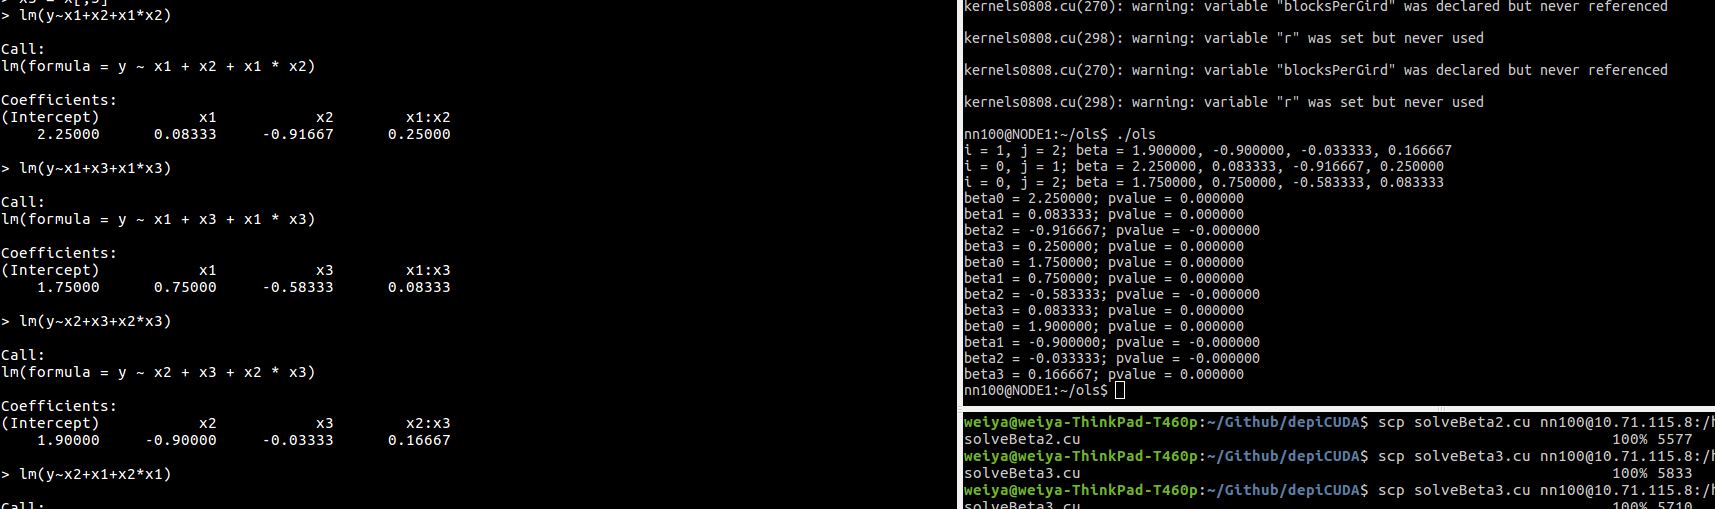 > x3 = x[,3]
> lm(y~x1+x2+x1*x2)
Call:
lm(formula = y ~ x1 + x2 + x1 * x2)
Coefficients:
(Intercept)           x1           x2        x1:x2
    2.25000      0.08333     -0.91667      0.25000
> lm(y~x1+x3+x1*x3)
Call:
lm(formula = y ~ x1 + x3 + x1 * x3)
Coefficients:
(Intercept)           x1           x3        x1:x3
    1.75000      0.75000     -0.58333      0.08333
> lm(y~x2+x3+x2*x3)
Call:
lm(formula = y ~ x2 + x3 + x2 * x3)
Coefficients:
(Intercept)           x2           x3        x2:x3
    1.90000     -0.90000     -0.03333      0.16667
> lm(y~x2+x1+x2*x1)
Call:
kernels0808.cu(270): warning: variable "blocksPerGird" was declared but never referenced
kernels0808.cu(298): warning: variable "r" was set but never used
kernels0808.cu(270): warning: variable "blocksPerGird" was declared but never referenced
kernels0808.cu(298): warning: variable "r" was set but never used
nn100@NODE1:~/ols$ ./ols
i = 1, j = 2; beta = 1.900000, -0.900000, -0.033333, 0.166667
i = 0, j = 1; beta = 2.250000, 0.083333, -0.916667, 0.250000
i = 0, j = 2; beta = 1.750000, 0.750000, -0.583333, 0.083333
beta0 = 2.250000; pvalue = 0.000000
beta1 = 0.083333; pvalue = 0.000000
beta2 = -0.916667; pvalue = -0.000000
beta3 = 0.250000; pvalue = 0.000000
beta0 = 1.750000; pvalue = 0.000000
beta1 = 0.750000; pvalue = 0.000000
beta2 = -0.583333; pvalue = -0.000000
beta3 = 0.083333; pvalue = 0.000000
beta0 = 1.900000; pvalue = 0.000000
beta1 = -0.900000; pvalue = -0.000000
beta2 = -0.033333; pvalue = -0.000000
beta3 = 0.166667; pvalue = 0.000000
nn100@NODE1:~/ols$
weiya@weiya-ThinkPad-T460p:~/Github/depiCUDA$ scp solveBeta2.cu nn100@10.71.115.8:/h
solveBeta2.cu 100% 5577
weiya@weiya-ThinkPad-T460p:~/Github/depiCUDA$ scp solveBeta3.cu nn100@10.71.115.8:/h
solveBeta3.cu 100% 5833
weiya@weiya-ThinkPad-T460p:~/Github/depiCUDA$ scp solveBeta3.cu nn100@10.71.115.8:/h
solveBeta3.cu 100% 5710